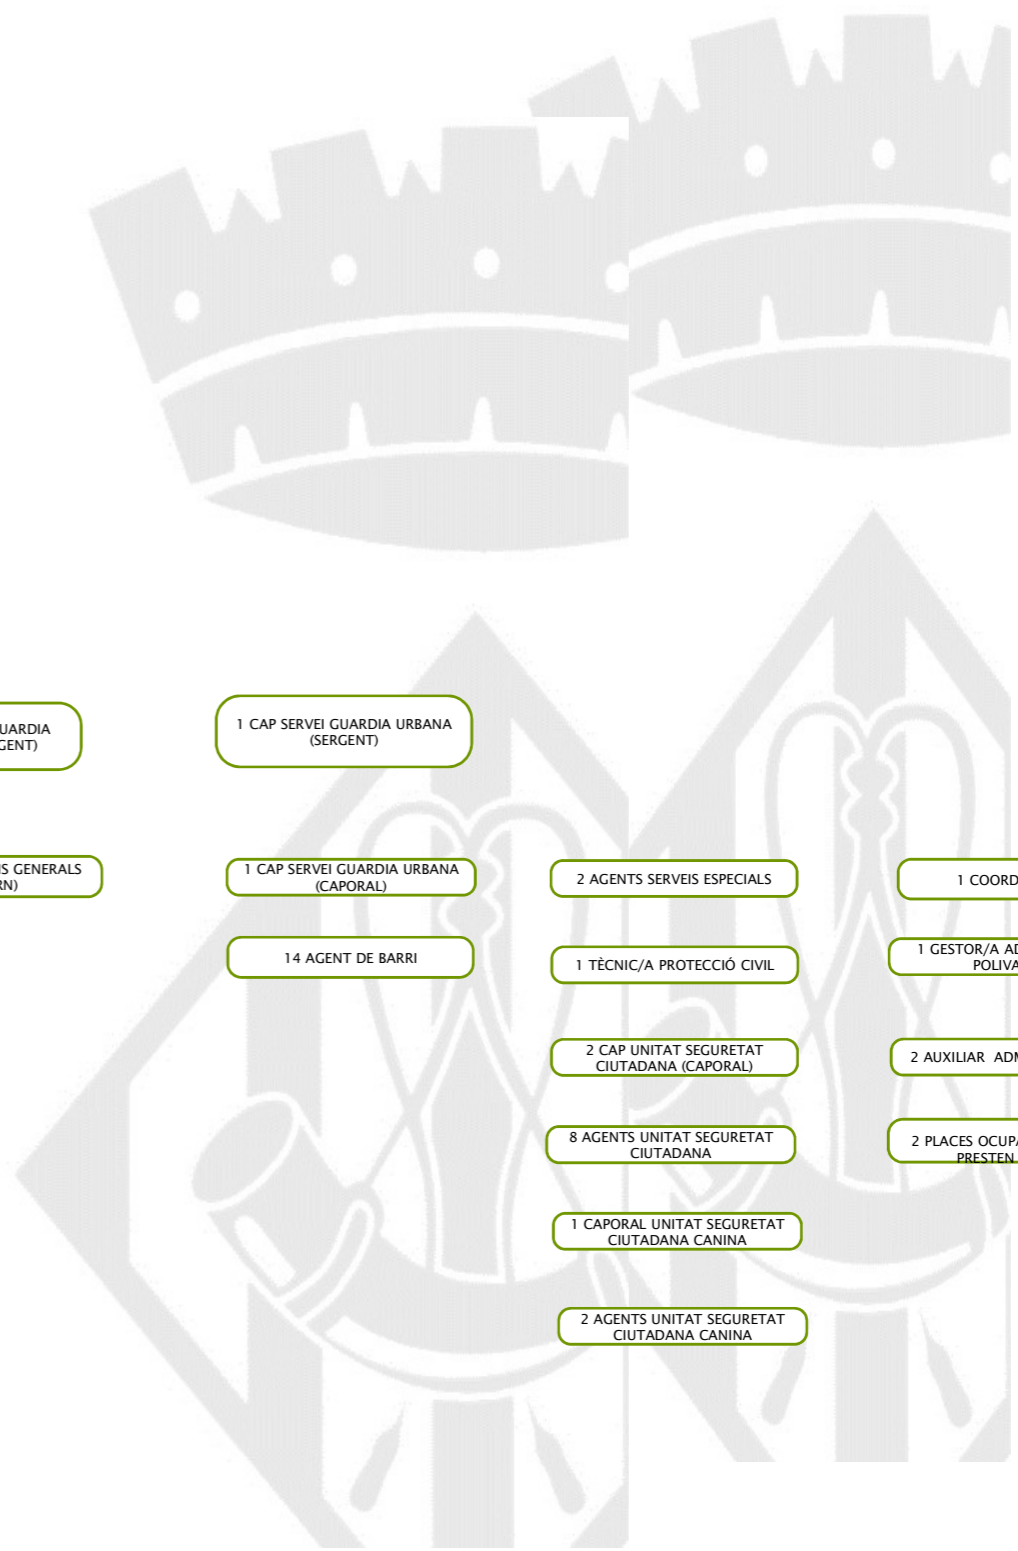 UARDIA
GENT)
1 CAP SERVEI GUARDIA URBANA
(SERGENT)
IS GENERALS
RN)
1 CAP SERVEI GUARDIA URBANA
(CAPORAL)
14 AGENT DE BARRI
2 AGENTS SERVEIS ESPECIALS
1 TÈCNIC/A PROTECCIÓ CIVIL
2 CAP UNITAT SEGURETAT
CIUTADANA (CAPORAL)
8 AGENTS UNITAT SEGURETAT
CIUTADANA
1 CAPORAL UNITAT SEGURETAT
CIUTADANA CANINA
2 AGENTS UNITAT SEGURETAT
CIUTADANA CANINA
1 COORD
1 GESTOR/A AD
POLIVA
2 AUXILIAR ADM
2 PLACES OCUPA
PRESTEN